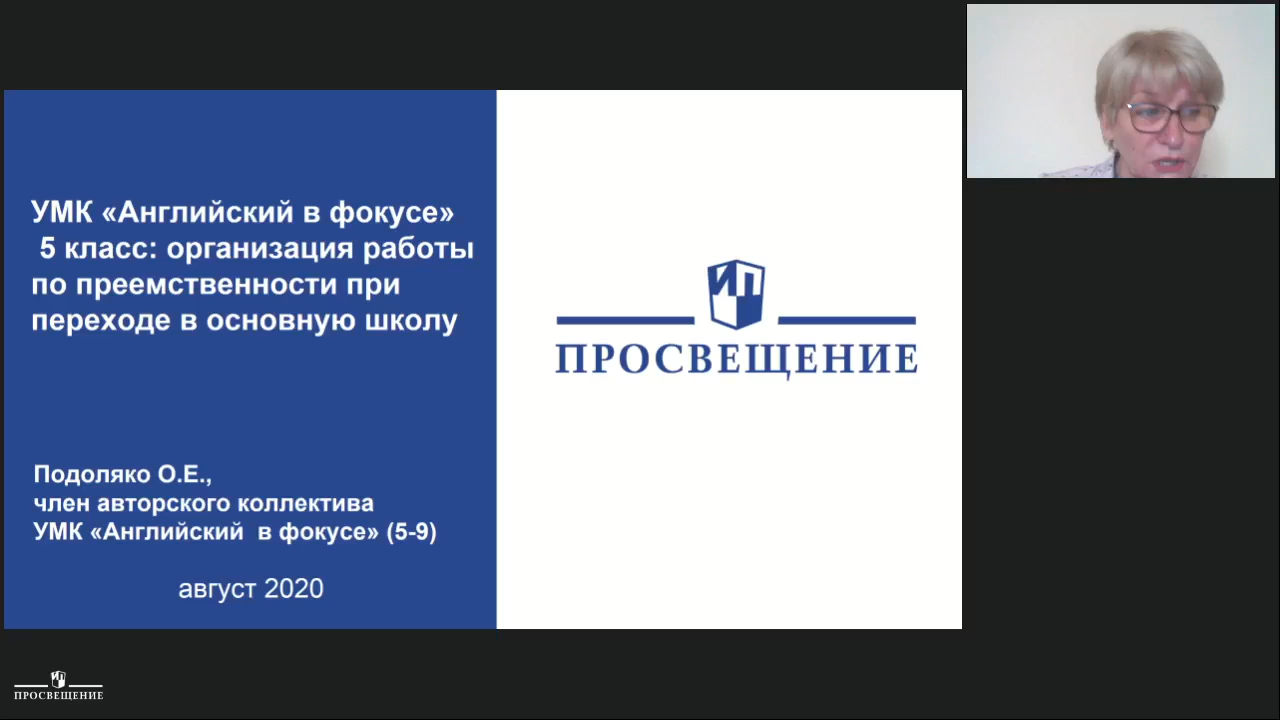 УМК «Английский в фокусе»
5 класс: организация работы
по преемственности при
переходе в основную школу
Подоляко О.Е.,
член авторского коллектива
УМК «Английский в фокусе» (5-9)
август 2020
ИП
ПРОСВЕЩЕНИЕ
ПРОСВЕЩЕНИЕ